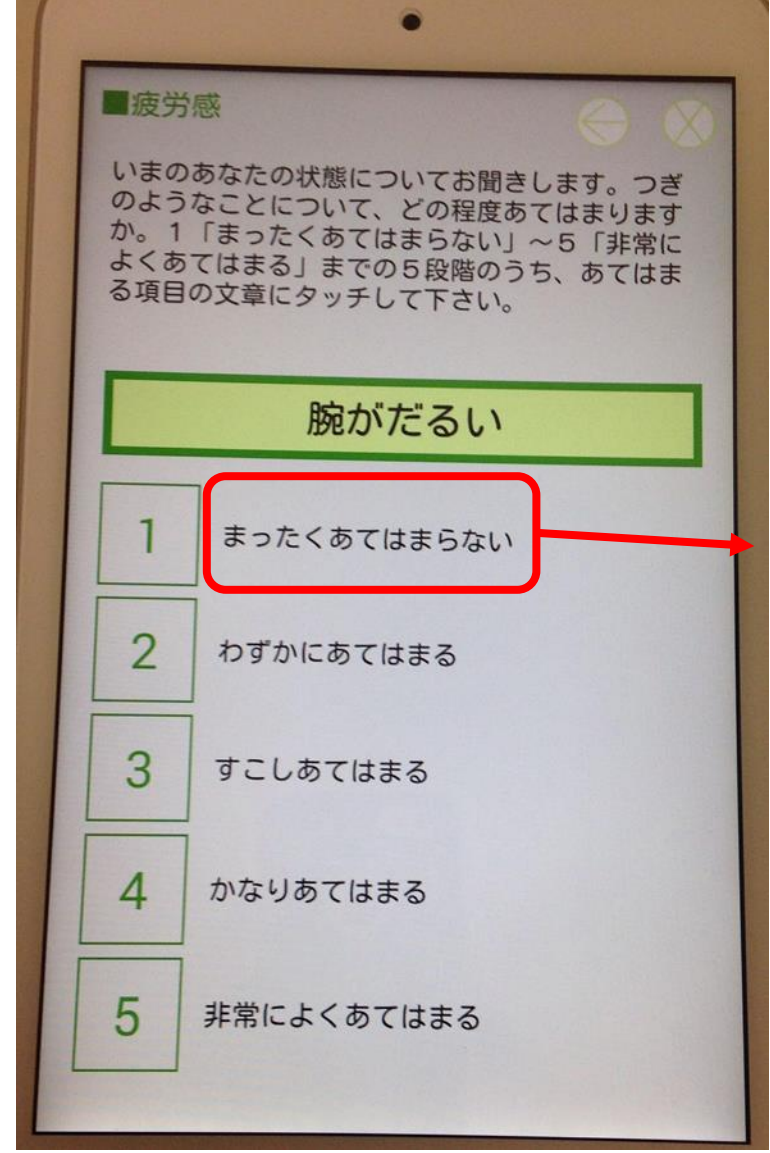 ■疲労感
いまのあなたの状態についてお聞きします。つぎ
のようなことについて、どの程度あてはまります
か。1「まったくあてはまらない」～5「非常に
よくあてはまる」までの5段階のうち、あてはま
る項目の文章にタッチして下さい。
腕がだるい
1 まったくあてはまらない
2 わずかにあてはまる
3 すこしあてはまる
4 かなりあてはまる
5 非常によくあてはまる